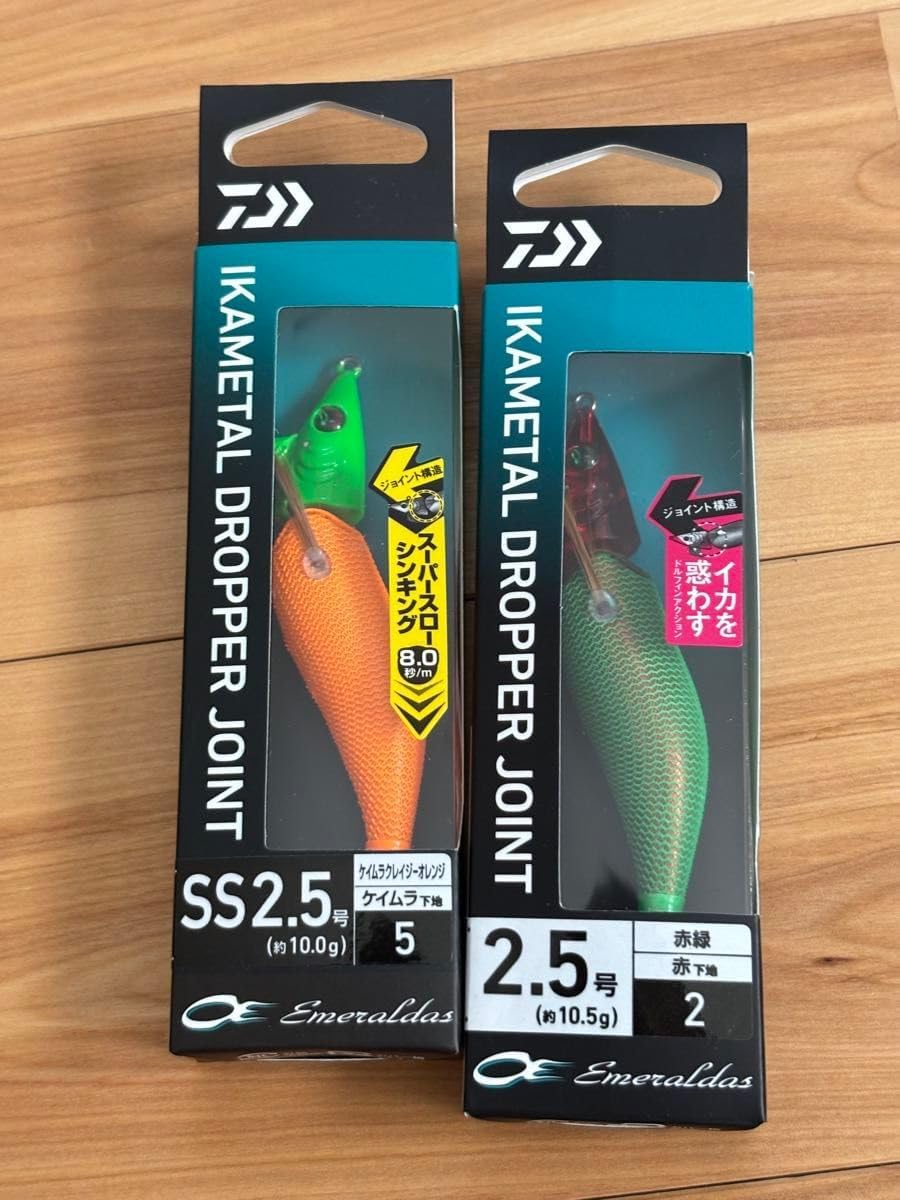 IKAMETAL DROPPER JOINT
ジョイント構造
スーパースロー
シンキング
8.0
秒/m
SS2.5号
(約10.0g)
ケイムラクレイジーオレンジ
ケイムラ下地
5
Emeraldas
IKAMETAL DROPPER JOINT
ジョイント構造
イカを
惑わす
ドルフィンアクション
2.5号
(約10.5g)
赤緑
赤下地
2
Emeraldas